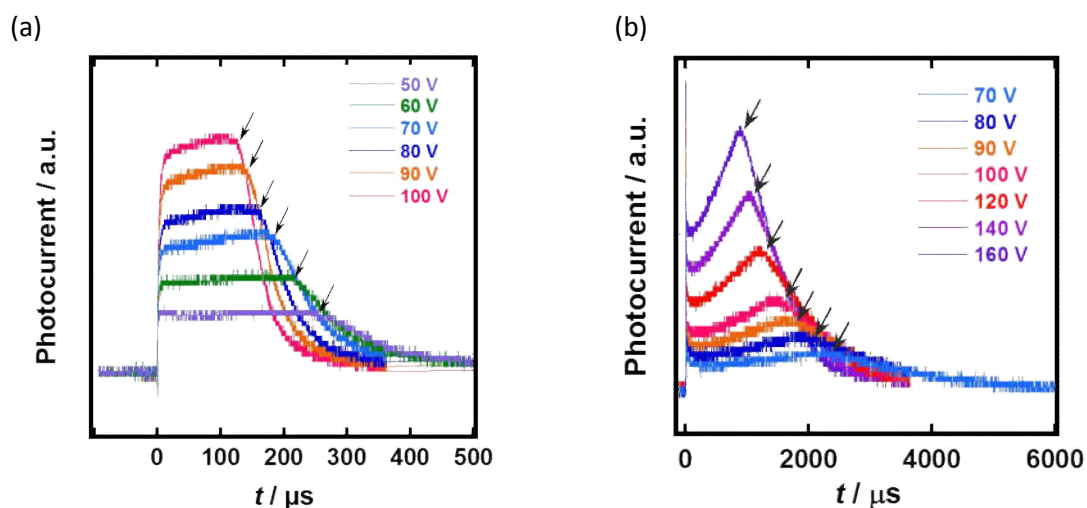 (a)
Photocurrent / a.u.
50 V
60 V
70 V
80 V
90 V
100 V
0 100 200 300 400 500
t / μs
(b)
Photocurrent / a.u.
70 V
80 V
90 V
100 V
120 V
140 V
160 V
0 2000 4000 6000
t / μs